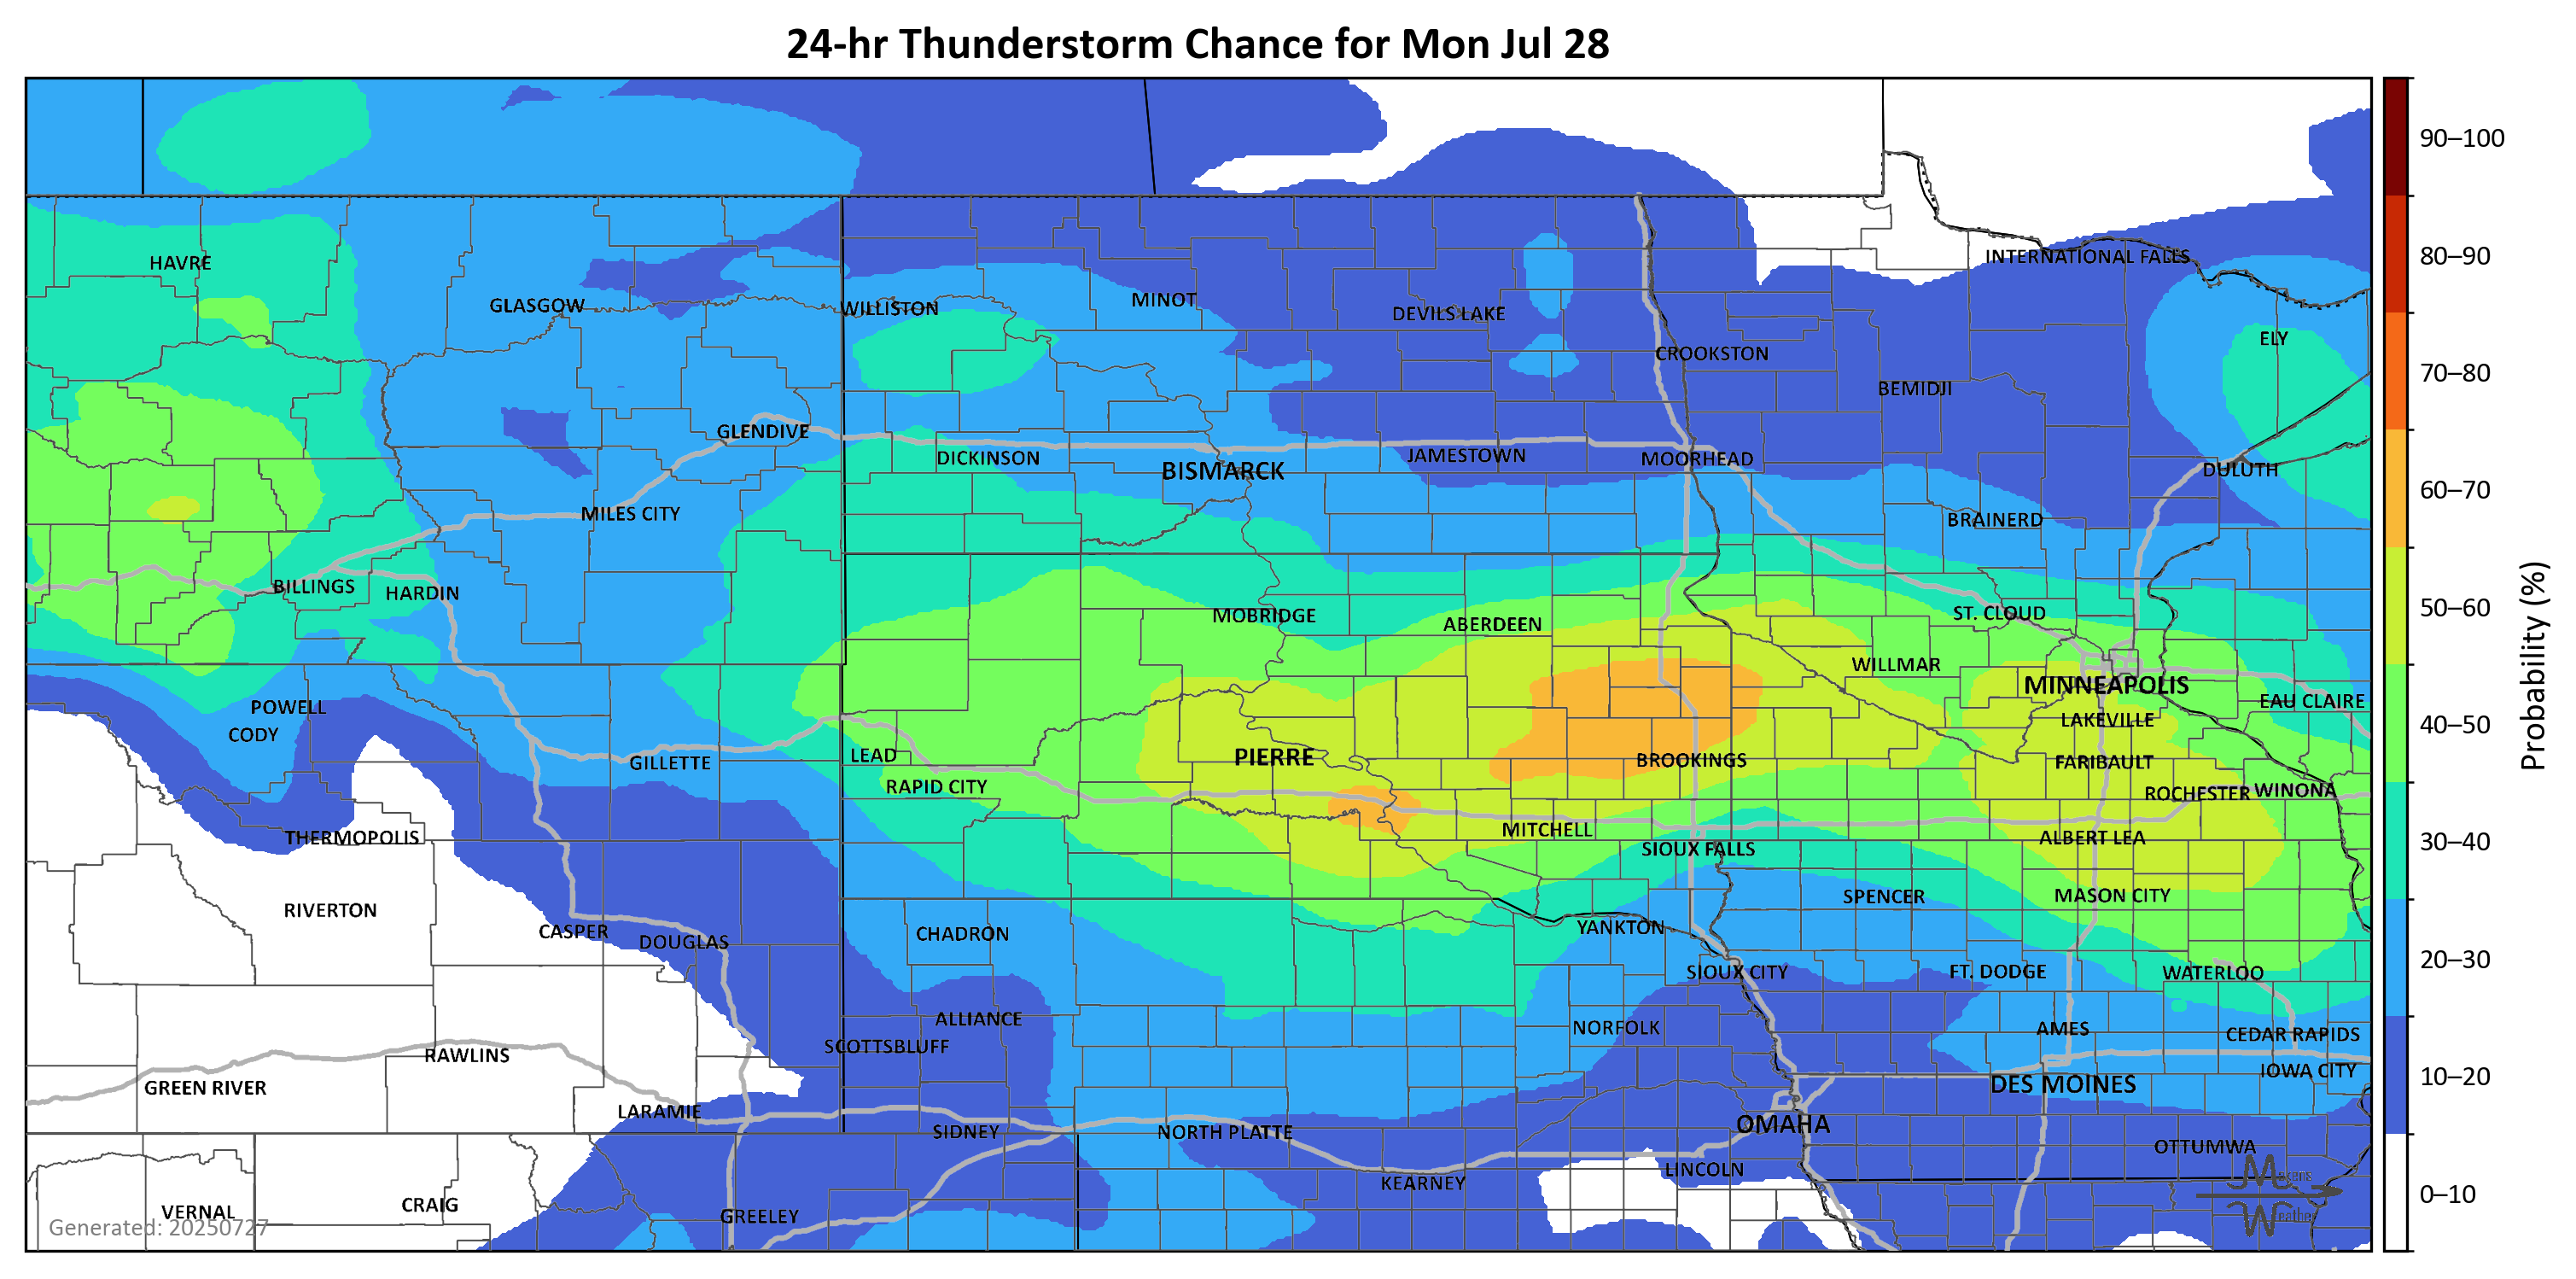 24-hr Thunderstorm Chance for Mon Jul 28
90–100
80–90
70–80
60–70
50–60
40–50
30–40
20–30
10–20
0–10
Probability (%)
HAVRE
INTERNATIONAL FALLS
GLASGOW
WILLISTON
MINOT
DEVILS LAKE
ELY
CROOKSTON
BEMIDJI
GLENDIVE
DICKINSON
BISMARCK
JAMESTOWN
MOORHEAD
DULUTH
MILES CITY
BRAINERD
BILLINGS
HARDIN
MOBRIDGE
ABERDEEN
ST. CLOUD
WILLMAR
MINNEAPOLIS
POWELL
EAU CLAIRE
CODY
LAKEVILLE
GILLETTE
LEAD
PIERRE
BROOKINGS
FARIBAULT
RAPID CITY
ROCHESTER
WINONA
THERMOPOLIS
MITCHELL
ALBERT LEA
SIOUX FALLS
RIVERTON
SPENCER
MASON CITY
CASPER
DOUGLAS
CHADRON
YANKTON
SIOUX CITY
FT. DODGE
WATERLOO
ALLIANCE
NORFOLK
AMES
CEDAR RAPIDS
RAWLINS
SCOTTSBLUFF
IOWA CITY
GREEN RIVER
DES MOINES
LARAMIE
SIDNEY
NORTH PLATTE
OMAHA
OTTUMWA
LINCOLN
KEARNEY
VERNAL
CRAIG
GREELEY
Generated: 20250727
Makens
Weather